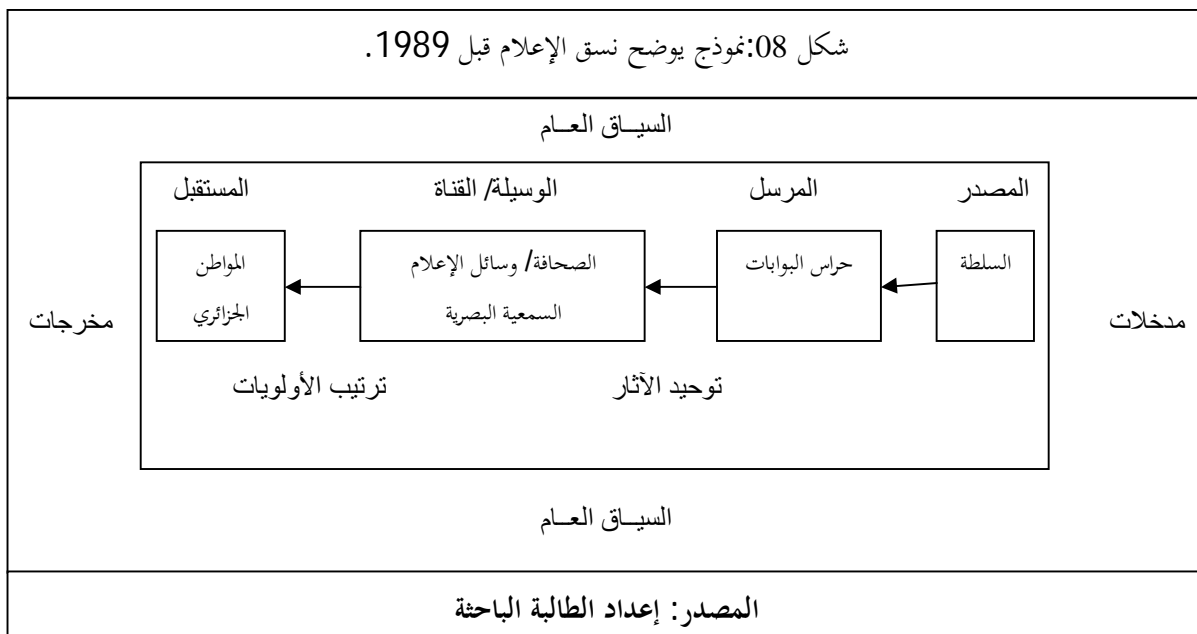 شكل 08:نموذج يوضح نسق الإعلام قبل 1989.
السيــاق العــام
المصدر
المرسل
الوسيلة/ القناة
المستقبل
السلطة
حراس البوابات
الصحافة/ وسائل الإعلام
السمعية البصرية
المواطن
الجزائري
مدخلات
مخرجات
توحيد الآثار
ترتيب الأولويات
السيــاق العــام
المصدر: إعداد الطالبة الباحثة